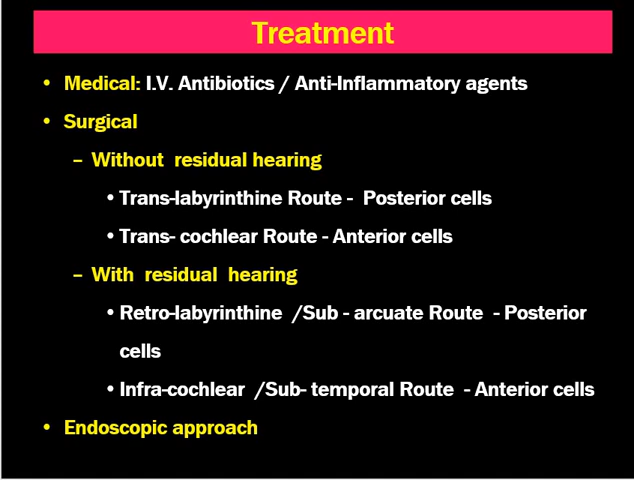 Treatment
• Medical: I.V. Antibiotics / Anti-Inflammatory agents
• Surgical
– Without residual hearing
• Trans-labyrinthine Route - Posterior cells
• Trans- cochlear Route - Anterior cells
– With residual hearing
• Retro-labyrinthine /Sub - arcuate Route - Posterior
cells
• Infra-cochlear /Sub- temporal Route - Anterior cells
• Endoscopic approach